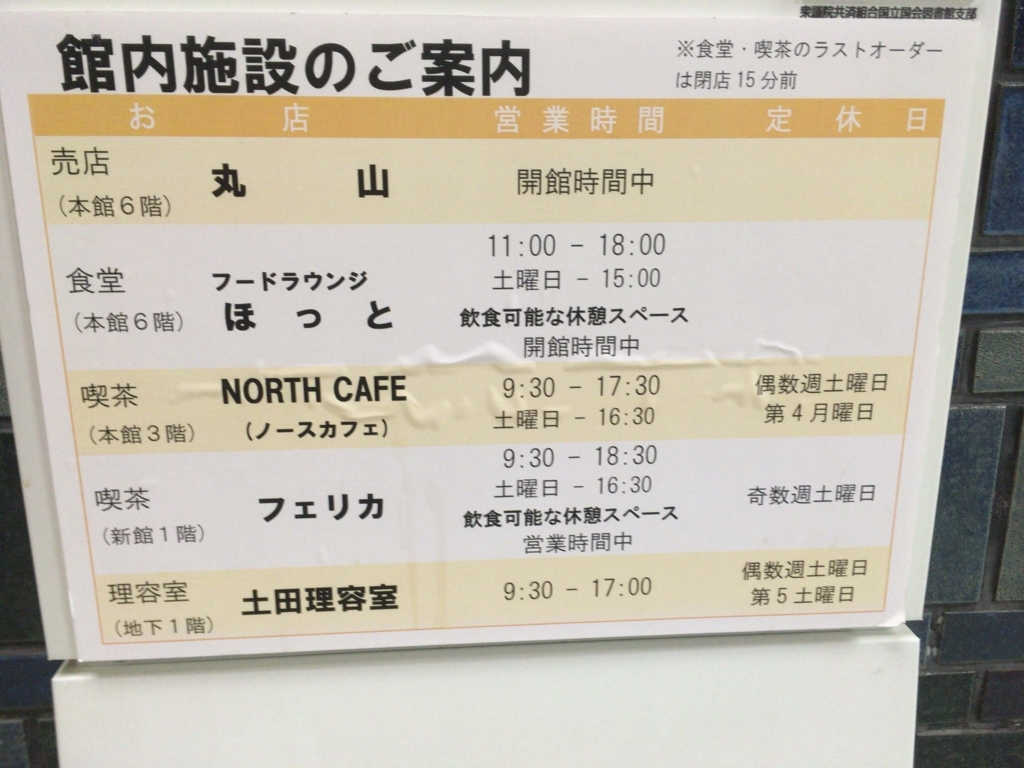 衆議院共済組合国立国会図書館支部
館内施設のご案内
※食堂・喫茶のラストオーダー
は閉店15分前
お店 営業時間 定休日
売店
(本館6階)
丸山
開館時間中
食堂
(本館6階)
フードラウンジ
ほっと
11:00 - 18:00
土曜日 - 15:00
飲食可能な休憩スペース
開館時間中
喫茶
(本館3階)
NORTH CAFE
(ノースカフェ)
9:30 - 17:30
土曜日 - 16:30
偶数週土曜日
第4月曜日
喫茶
(新館1階)
フェリカ
9:30 - 18:30
土曜日 - 16:30
飲食可能な休憩スペース
営業時間中
奇数週土曜日
理容室
(地下1階)
土田理容室
9:30 - 17:00
偶数週土曜日
第5土曜日